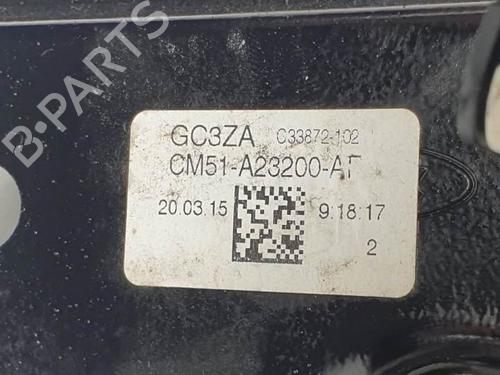 B-PARTS
GC3ZA C33872-102
CM51-A23200-AF
20.03.15 9:18:17
2